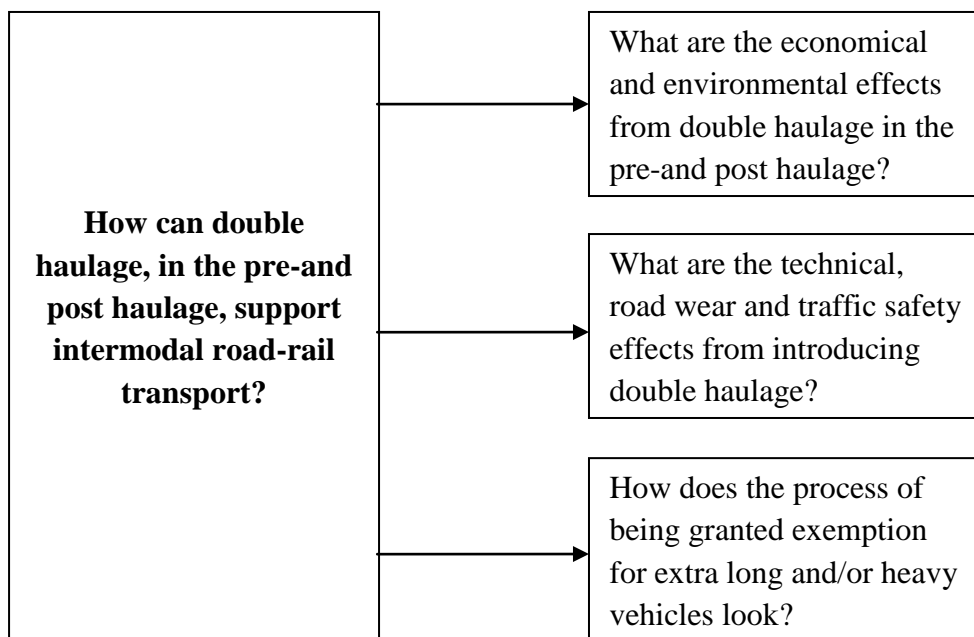 How can double
haulage, in the pre-and
post haulage, support
intermodal road-rail
transport?
What are the economical
and environmental effects
from double haulage in the
pre-and post haulage?
What are the technical,
road wear and traffic safety
effects from introducing
double haulage?
How does the process of
being granted exemption
for extra long and/or heavy
vehicles look?